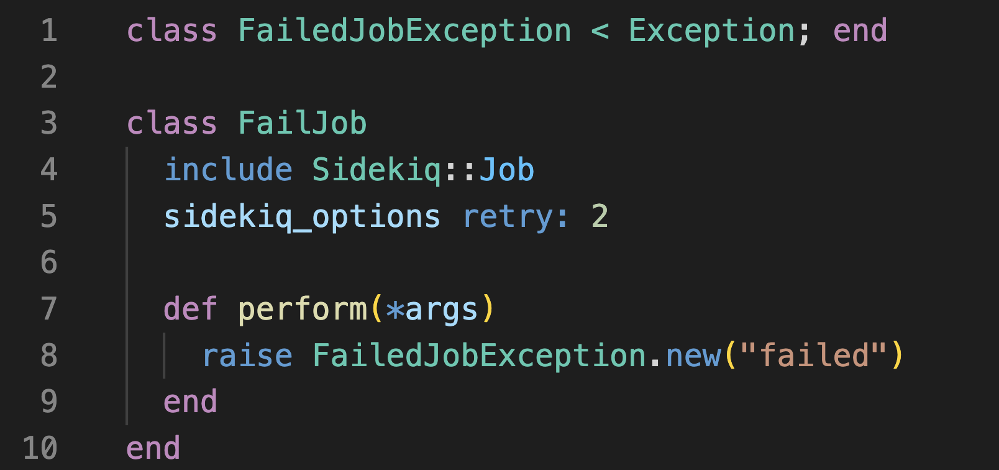 1 class FailedJobException < Exception; end
2
3 class FailJob
4   include Sidekiq::Job
5   sidekiq_options retry: 2
6
7   def perform(*args)
8     raise FailedJobException.new("failed")
9   end
10 end